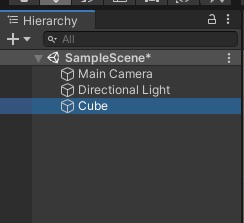 Hierarchy
All
SampleScene*
Main Camera
Directional Light
Cube